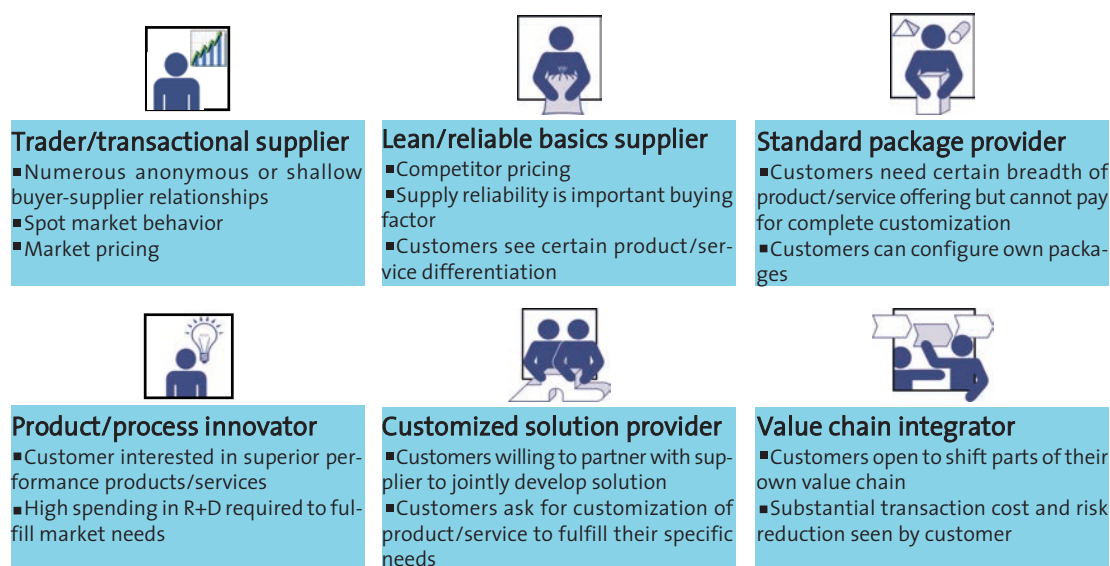 Trader/transactional supplier
▪Numerous anonymous or shallow
buyer-supplier relationships
▪Spot market behavior
▪Market pricing
Lean/reliable basics supplier
▪Competitor pricing
▪Supply reliability is important buying
factor
▪Customers see certain product/ser-
vice differentiation
Standard package provider
▪Customers need certain breadth of
product/service offering but cannot pay
for complete customization
▪Customers can configure own packa-
ges
Product/process innovator
▪Customer interested in superior per-
formance products/services
▪High spending in R+D required to ful-
fill market needs
Customized solution provider
▪Customers willing to partner with sup-
plier to jointly develop solution
▪Customers ask for customization of
product/service to fulfill their specific
needs
Value chain integrator
▪Customers open to shift parts of their
own value chain
▪Substantial transaction cost and risk
reduction seen by customer